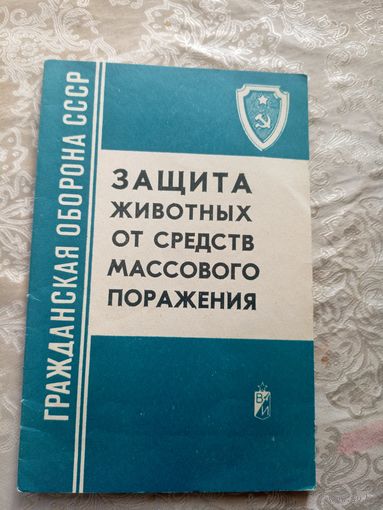 ГРАЖДАНСКАЯ ОБОРОНА СССР
ЗАЩИТА
ЖИВОТНЫХ
ОТ СРЕДСТВ
МАССОВОГО
ПОРАЖЕНИЯ
ВИ